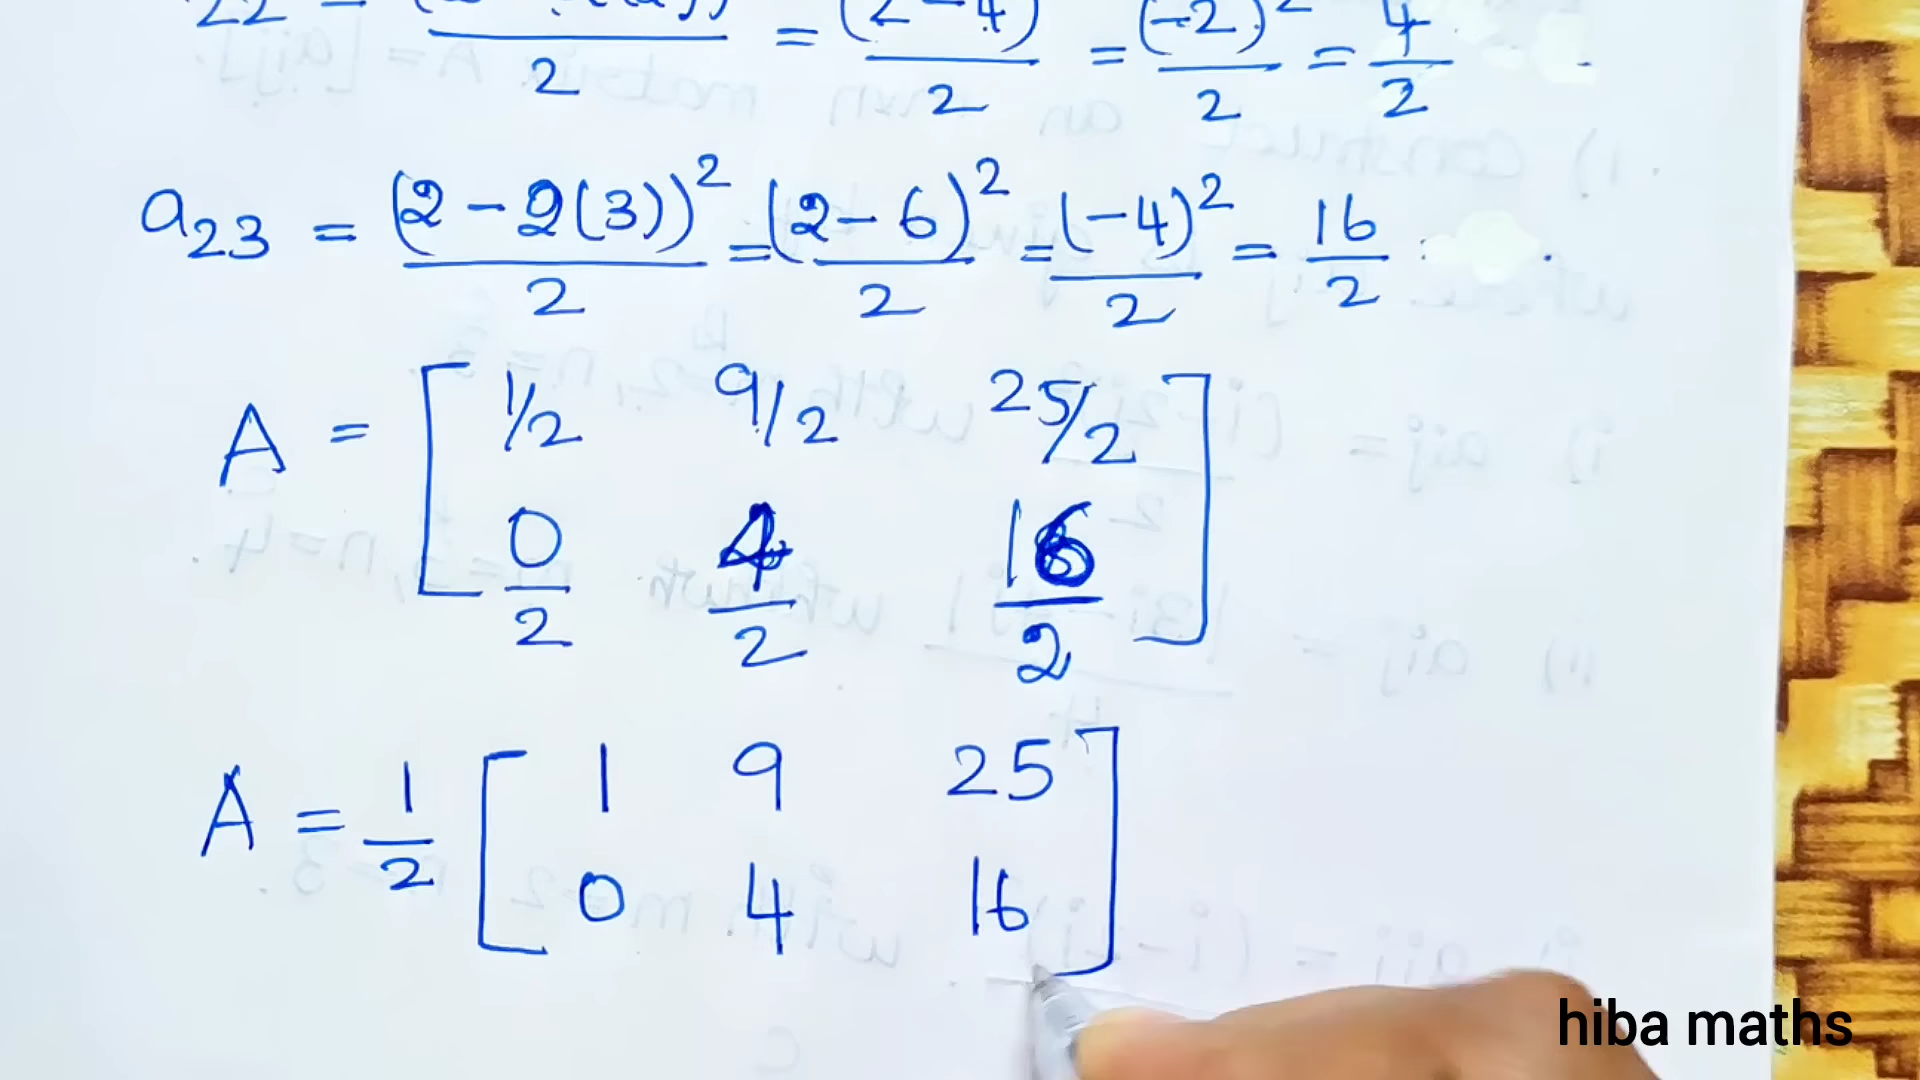 22 = /2 = (2-4)/2 = (-2)²/2 = 4/2
a₂₃ = (2-2(3))²/2 = (2-6)²/2 = (-4)²/2 = 16/2
A = [ 1/2 9/2 25/2
0/2 4/2 16/2 ]
A = 1/2 [ 1 9 25
0 4 16 ]
hiba maths